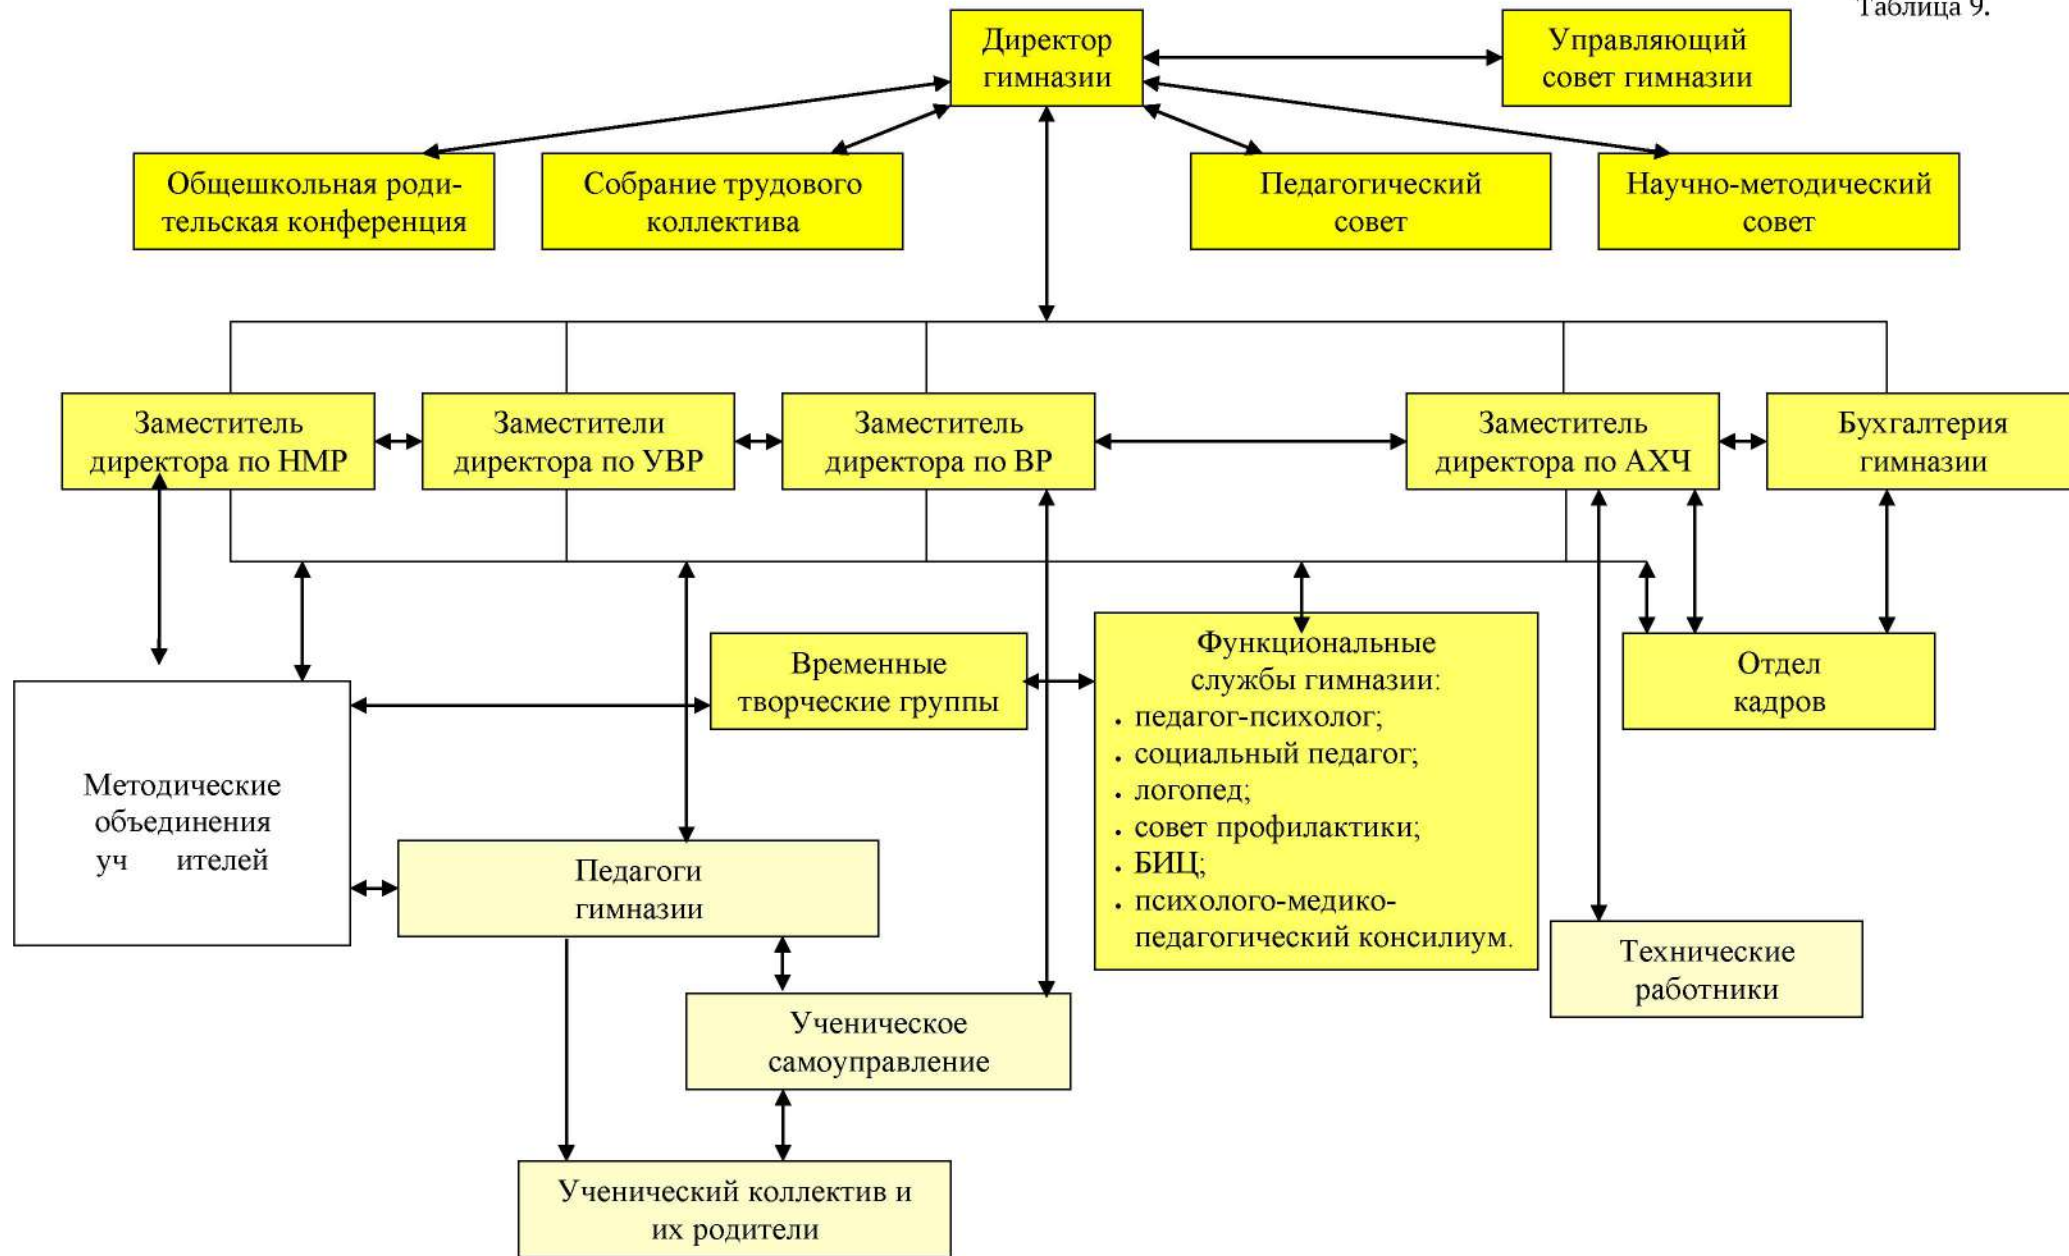 Таблица 9.
Директор
гимназии
Управляющий
совет гимназии
Общешкольная роди-
тельская конференция
Собрание трудового
коллектива
Педагогический
совет
Научно-методический
совет
Заместитель
директора по НМР
Заместители
директора по УВР
Заместитель
директора по ВР
Заместитель
директора по АХЧ
Бухгалтерия
гимназии
Временные
творческие группы
Функциональные
службы гимназии:
• педагог-психолог;
• социальный педагог;
• логопед;
• совет профилактики;
• БИЦ;
• психолого-медико-
педагогический консилиум.
Отдел
кадров
Методические
объединения
уч ителей
Педагоги
гимназии
Технические
работники
Ученическое
самоуправление
Ученический коллектив и
их родители